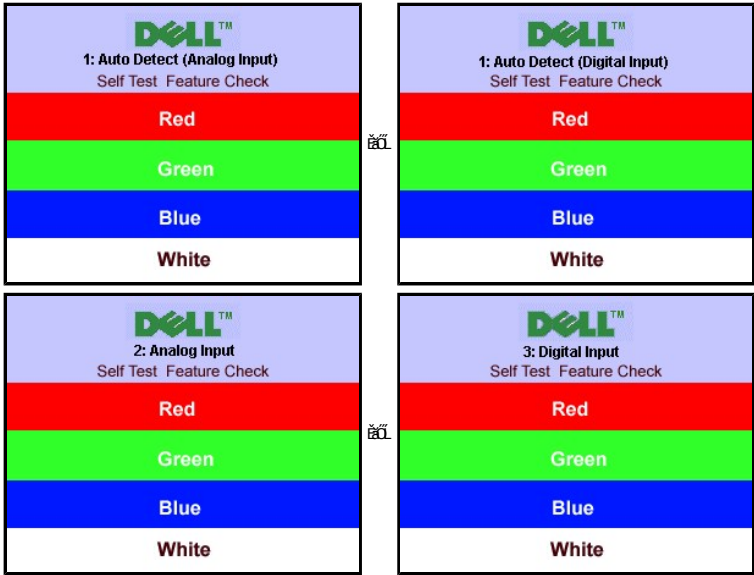 DELL™
1: Auto Detect (Analog Input)
Self Test Feature Check
Red
Green
Blue
White
DELL™
1: Auto Detect (Digital Input)
Self Test Feature Check
Red
Green
Blue
White
DELL™
2: Analog Input
Self Test Feature Check
Red
Green
Blue
White
DELL™
3: Digital Input
Self Test Feature Check
Red
Green
Blue
White